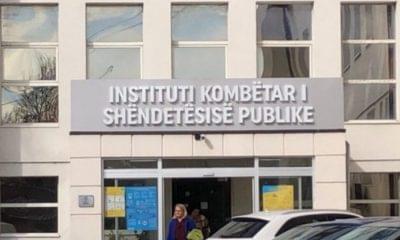 INSTITUTI KOMBËTAR I
SHËNDETËSISË PUBLIKE